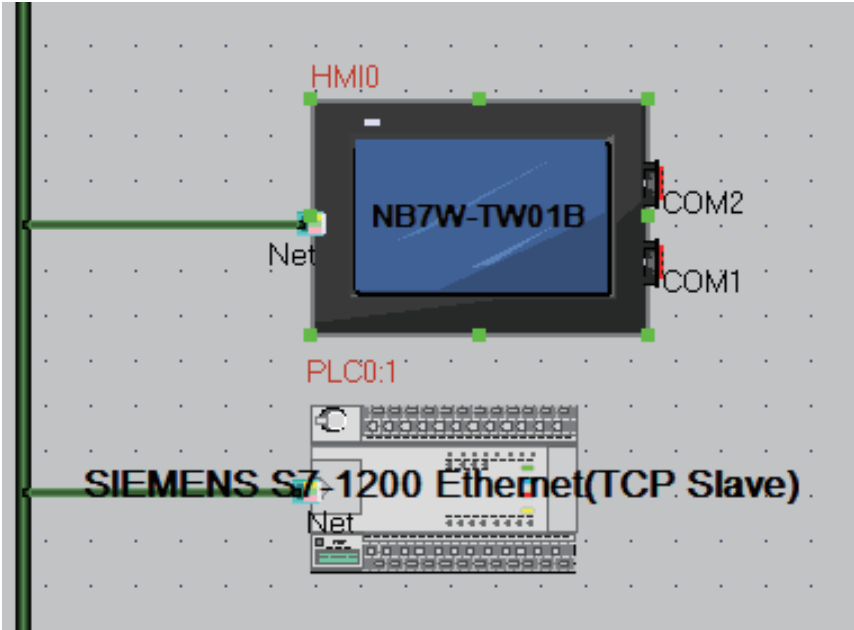 HMI0
NB7W-TW01B
COM2
Net
COM1
PLC0:1
SIEMENS S7-1200 Ethernet(TCP Slave)
Net